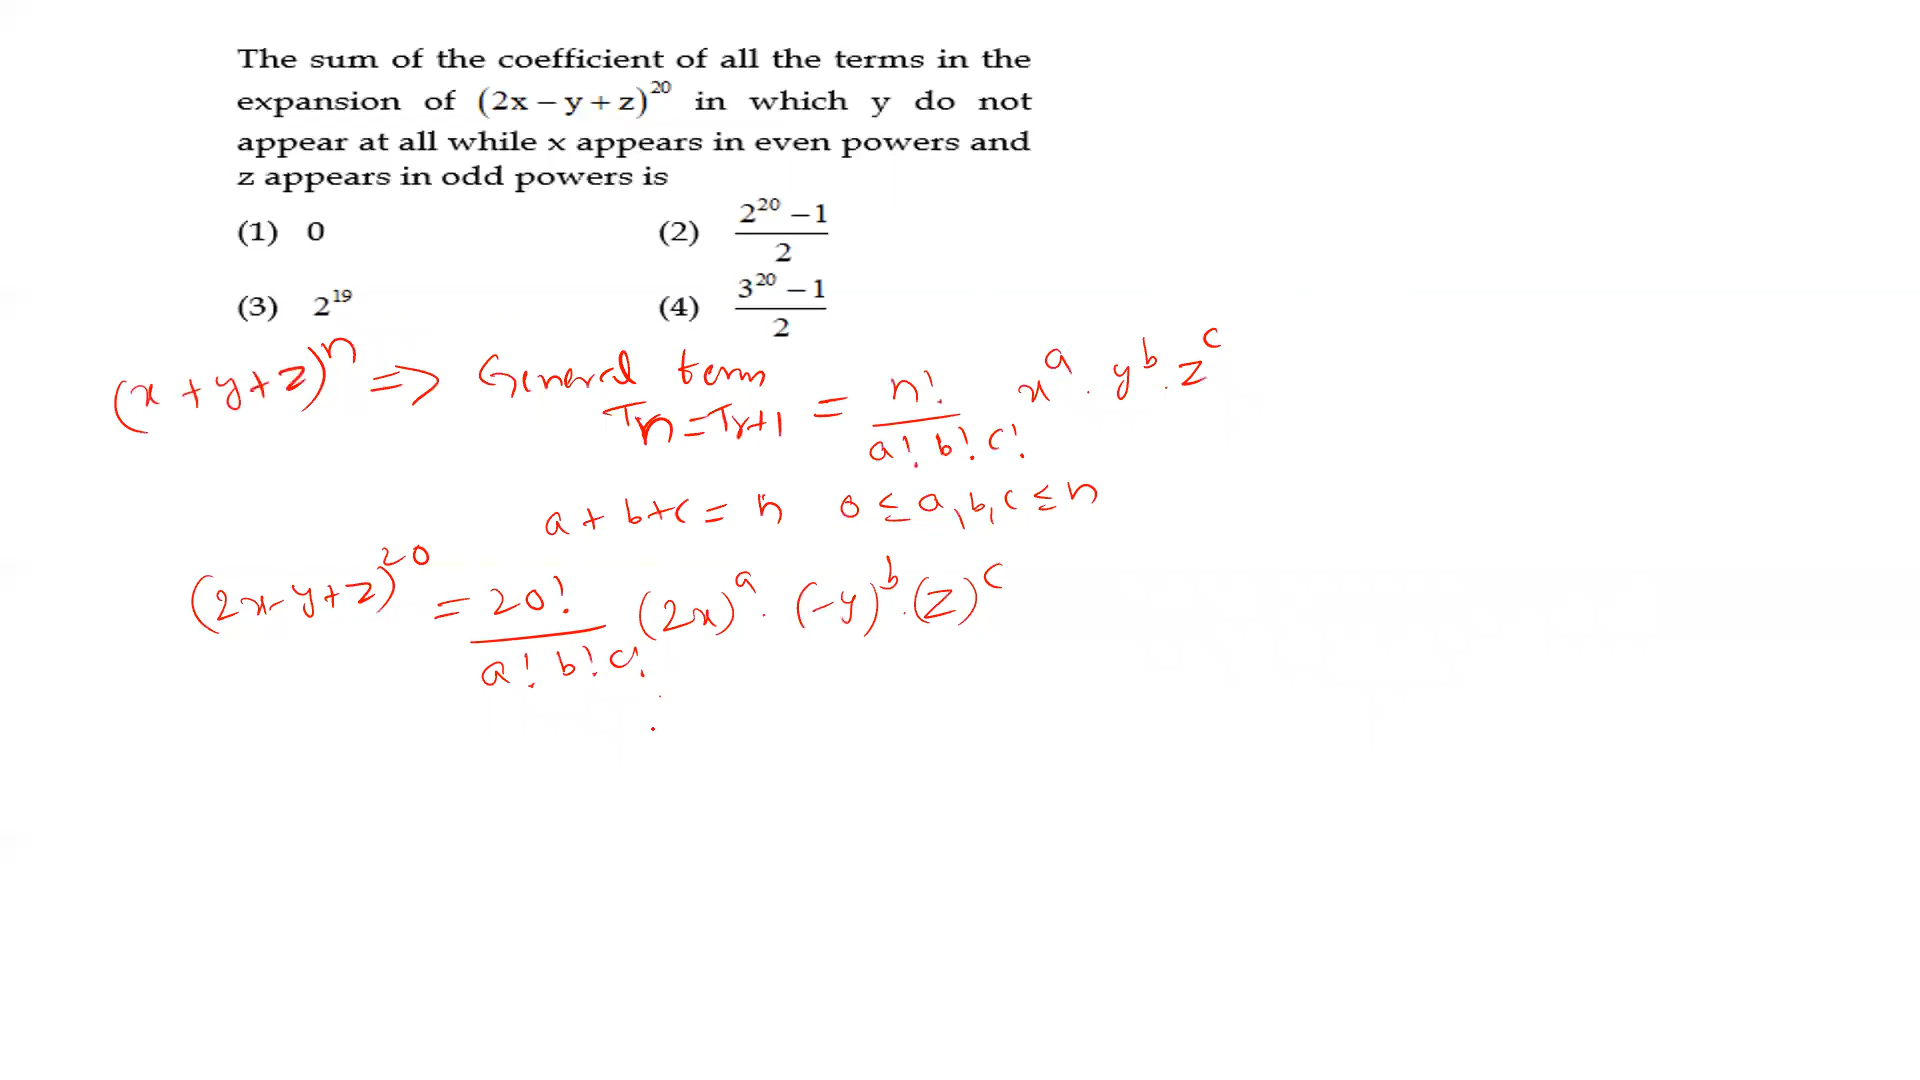 The sum of the coefficient of all the terms in the
expansion of (2x − y + z)^20 in which y do not
appear at all while x appears in even powers and
z appears in odd powers is
(1) 0 (2) (2^20 − 1)/2
(3) 2^19 (4) (3^20 − 1)/2
(x + y + z)^n ⇒ General term
Tn = Tr+1 = n!/(a! b! c!) x^a . y^b . z^c
a + b + c = n 0 ≤ a, b, c ≤ n
(2x − y + z)^20 = 20!/(a! b! c!) (2x)^a . (−y)^b . (z)^c